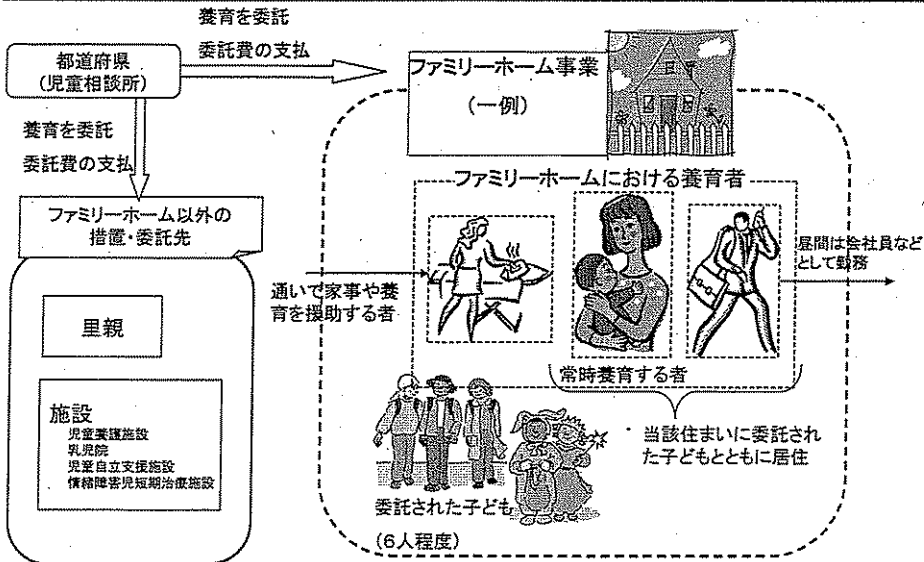 養育を委託
委託費の支払
都道府県
(児童相談所)
ファミリーホーム事業
(一例)
養育を委託
委託費の支払
ファミリーホーム以外の
措置・委託先
里親
施設
児童養護施設
乳児院
児童自立支援施設
情緒障害児短期治療施設
ファミリーホームにおける養育者
通いで家事や養
育を援助する者
昼間は会社員など
として勤務
常時養育する者
当該住まいに委託され
た子どもとともに居住
委託された子ども
(6人程度)